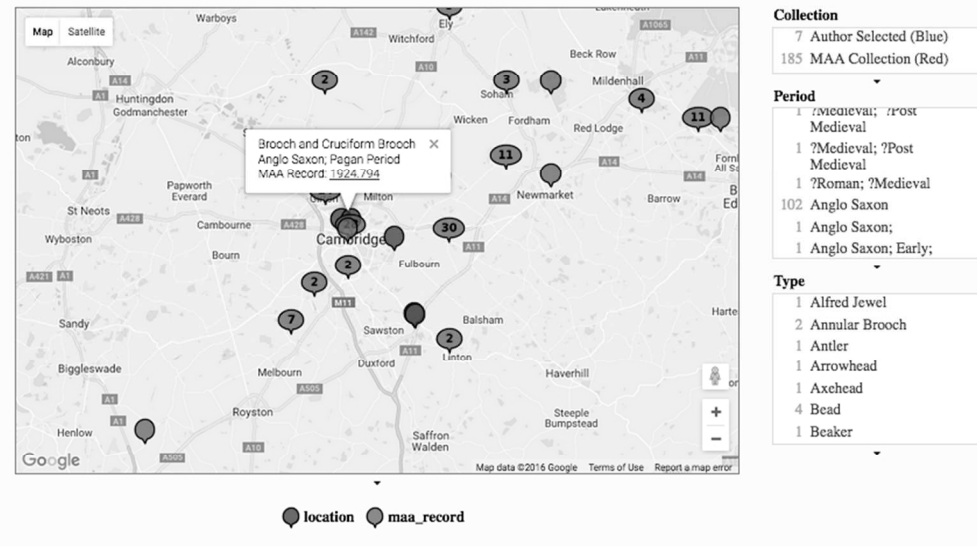 Map Satellite
Warboys
Ely
A142
Witchford
A1065
Alconbury
A10
Beck Row
A11
A14
A1
2
3
Soham
Mildenhall
4
Huntingdon
Godmanchester
Wicken
Fordham
Red Lodge
11
Brooch and Cruciform Brooch ×
Anglo Saxon; Pagan Period
MAA Record: 1924.794
11
A14
A1
Papworth
Everard
Milton
A14
Newmarket
Barrow
A14
St Neots
A428
Cambourne
A428
30
Wyboston
Cambridge
A11
Bourn
Fulbourn
A421 A1
2
2
M11
Sandy
7
Sawston
Balsham
A11
2
Linton
Biggleswade
Melbourn
Duxford
Haverhill
A505
A1
Royston
Steeple
Bumpstead
A1
Henlow
A505
A10
Saffron
Walden
+
−
Google
Map data ©2016 Google Terms of Use Report a map error
location maa_record
Collection
7 Author Selected (Blue)
185 MAA Collection (Red)
Period
1 ?Medieval; ?Post
Medieval
1 ?Medieval; ?Post
Medieval
1 ?Roman; ?Medieval
102 Anglo Saxon
1 Anglo Saxon;
1 Anglo Saxon; Early;
Type
1 Alfred Jewel
2 Annular Brooch
1 Antler
1 Arrowhead
1 Axehead
4 Bead
1 Beaker